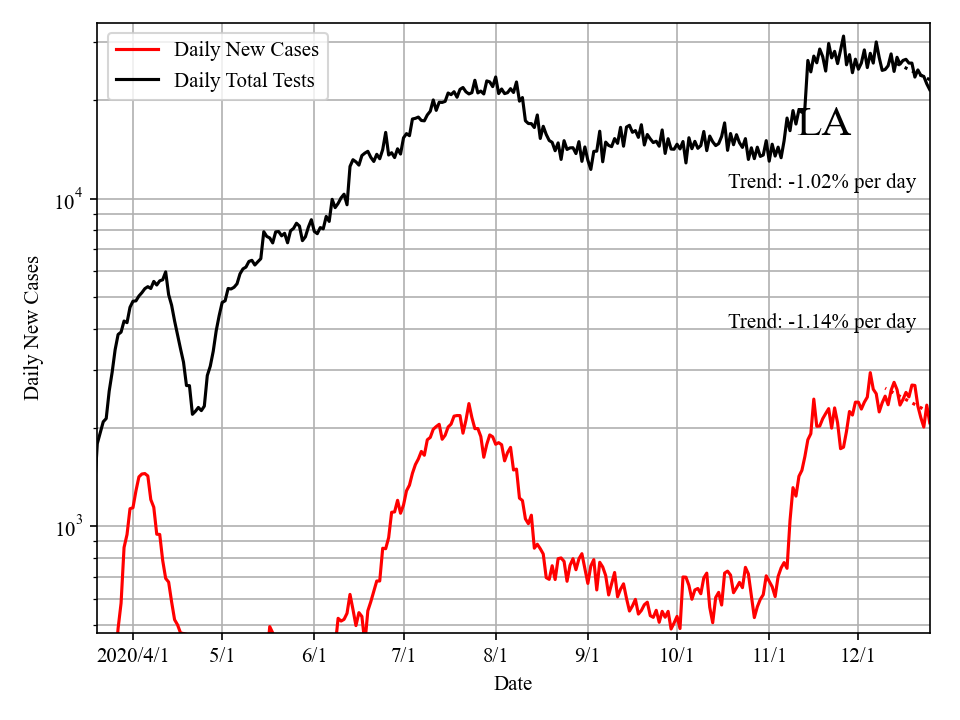 Daily New Cases
Daily Total Tests
LA
Trend: -1.02% per day
Trend: -1.14% per day
10⁴
10³
Daily New Cases
2020/4/1 5/1 6/1 7/1 8/1 9/1 10/1 11/1 12/1
Date